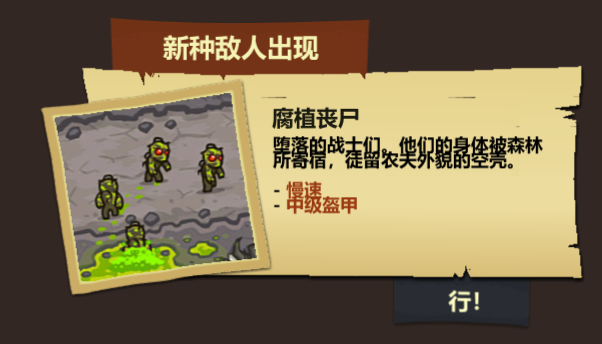 新种敌人出现
腐植丧尸
堕落的战士们。他们的身体被森林
所寄宿，徒留农夫外貌的空壳。
- 慢速
- 中级盔甲
行!